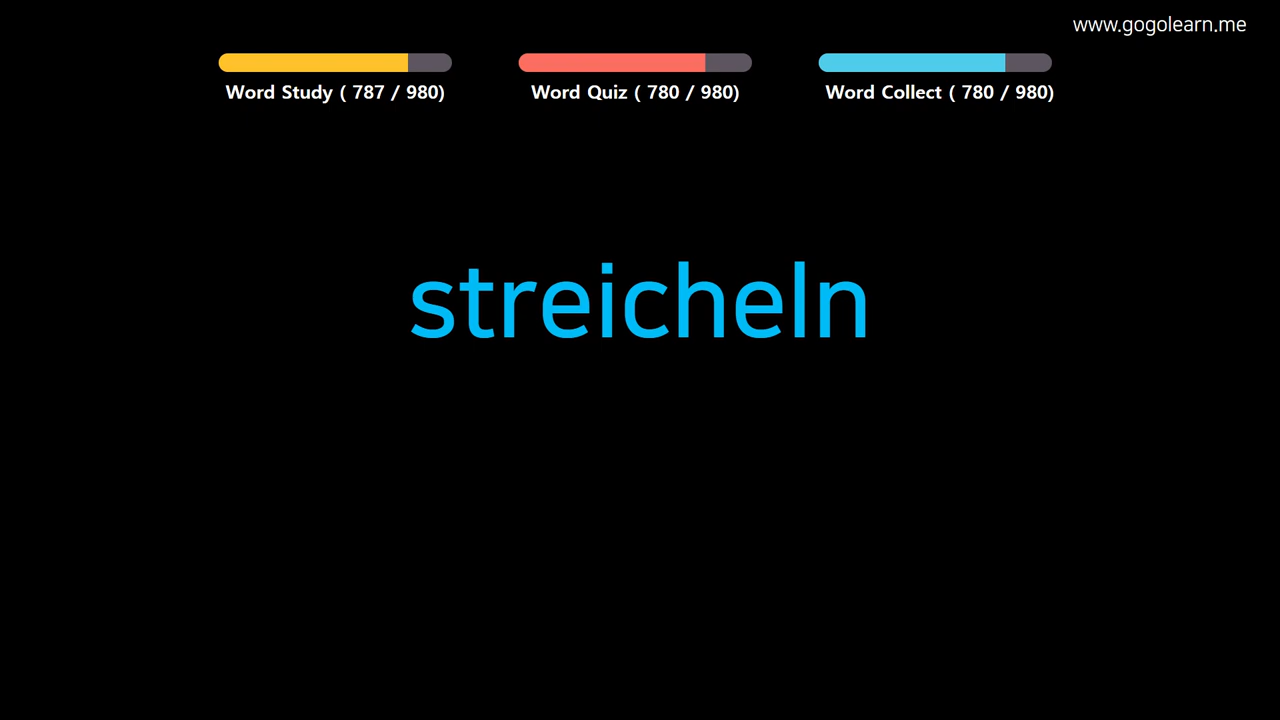 www.gogolearn.me
Word Study ( 787 / 980)
Word Quiz ( 780 / 980)
Word Collect ( 780 / 980)
streicheln